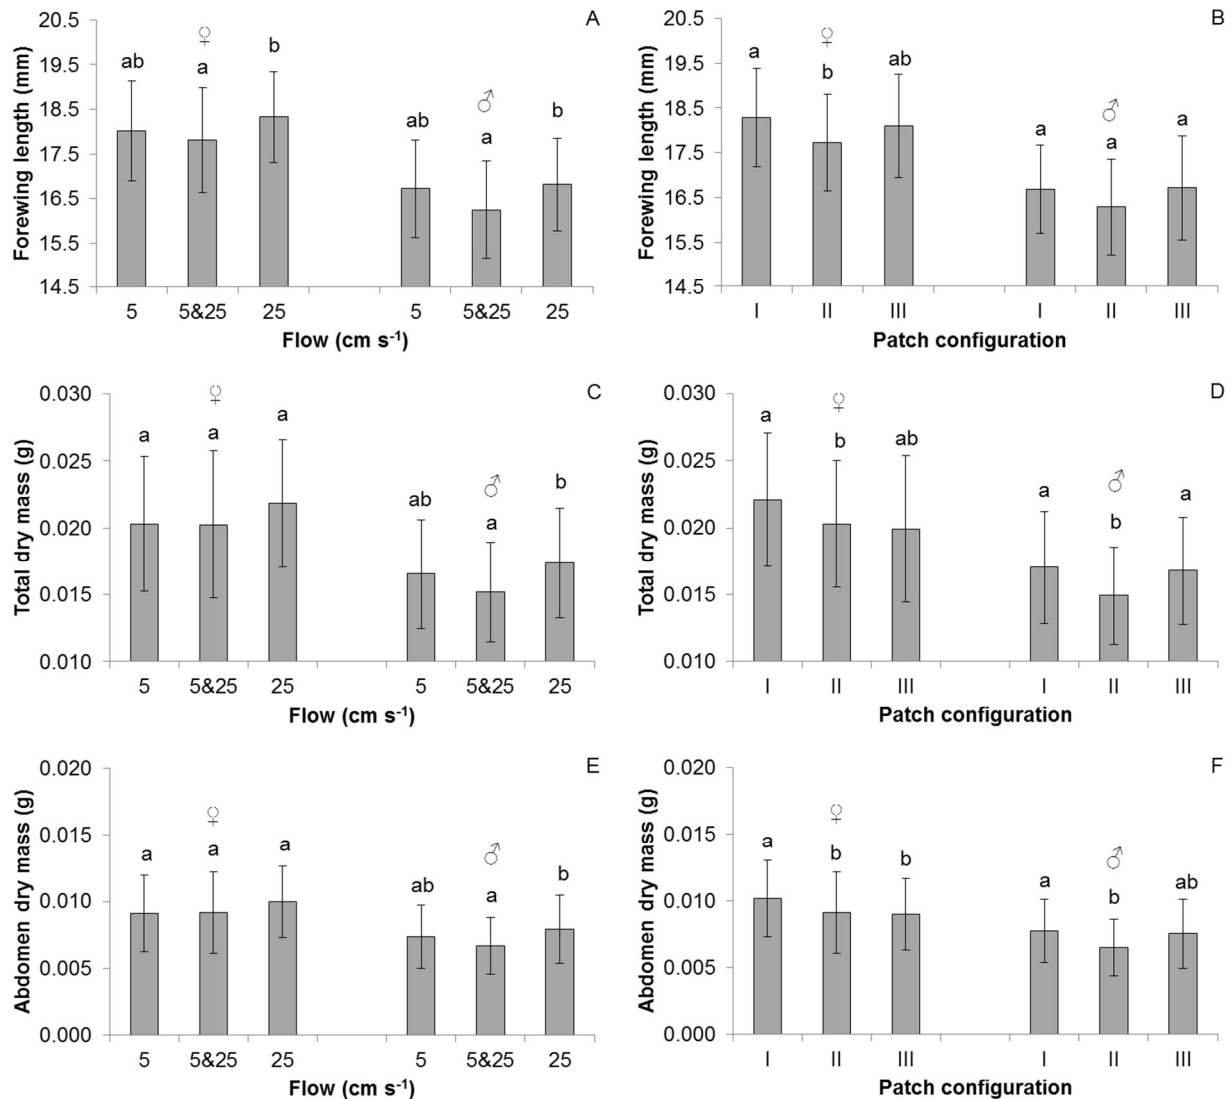 A
Forewing length (mm)
20.5
19.5
18.5
17.5
16.5
15.5
14.5
♀
ab
a
b
♂
ab
a
b
5
5&25
25
5
5&25
25
Flow (cm s⁻¹)
B
Forewing length (mm)
20.5
19.5
18.5
17.5
16.5
15.5
14.5
♀
a
b
ab
♂
a
a
a
I
II
III
I
II
III
Patch configuration
C
Total dry mass (g)
0.030
0.025
0.020
0.015
0.010
♀
a
a
a
♂
ab
a
b
5
5&25
25
5
5&25
25
Flow (cm s⁻¹)
D
Total dry mass (g)
0.030
0.025
0.020
0.015
0.010
♀
a
b
ab
♂
a
b
a
I
II
III
I
II
III
Patch configuration
E
Abdomen dry mass (g)
0.020
0.015
0.010
0.005
0.000
♀
a
a
a
♂
ab
a
b
5
5&25
25
5
5&25
25
Flow (cm s⁻¹)
F
Abdomen dry mass (g)
0.020
0.015
0.010
0.005
0.000
♀
a
b
b
♂
a
b
ab
I
II
III
I
II
III
Patch configuration